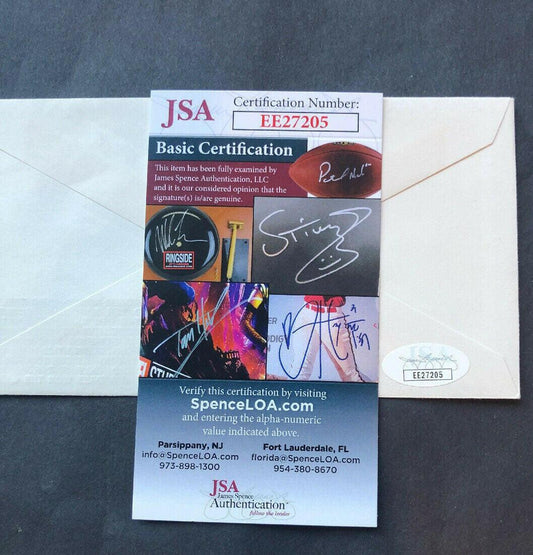 JSA
Certification Number:
EE27205
Basic Certification
This item has been fully examined by
James Spence Authentication, LLC
and it is our considered opinion that the
signature(s) is/are genuine.
RINGSIDE
Verify this certification by visiting
SpenceLOA.com
and entering the alpha-numeric
value indicated above.
Parsippany, NJ
info@SpenceLOA.com
973-898-1300
Fort Lauderdale, FL
florida@SpenceLOA.com
954-380-8670
JSA
James Spence
Authentication
follow the leader
EE27205